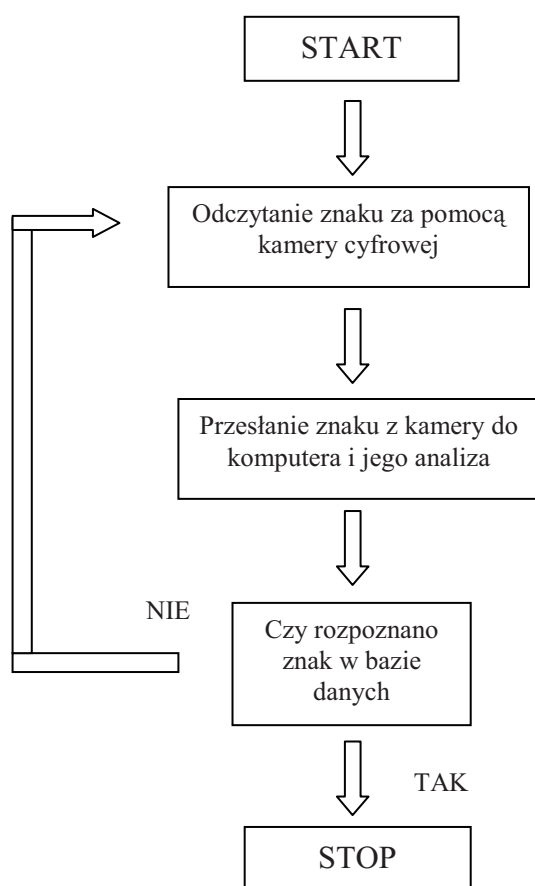 START
Odczytanie znaku za pomocą
kamery cyfrowej
Przesłanie znaku z kamery do
komputera i jego analiza
NIE
Czy rozpoznano
znak w bazie
danych
TAK
STOP